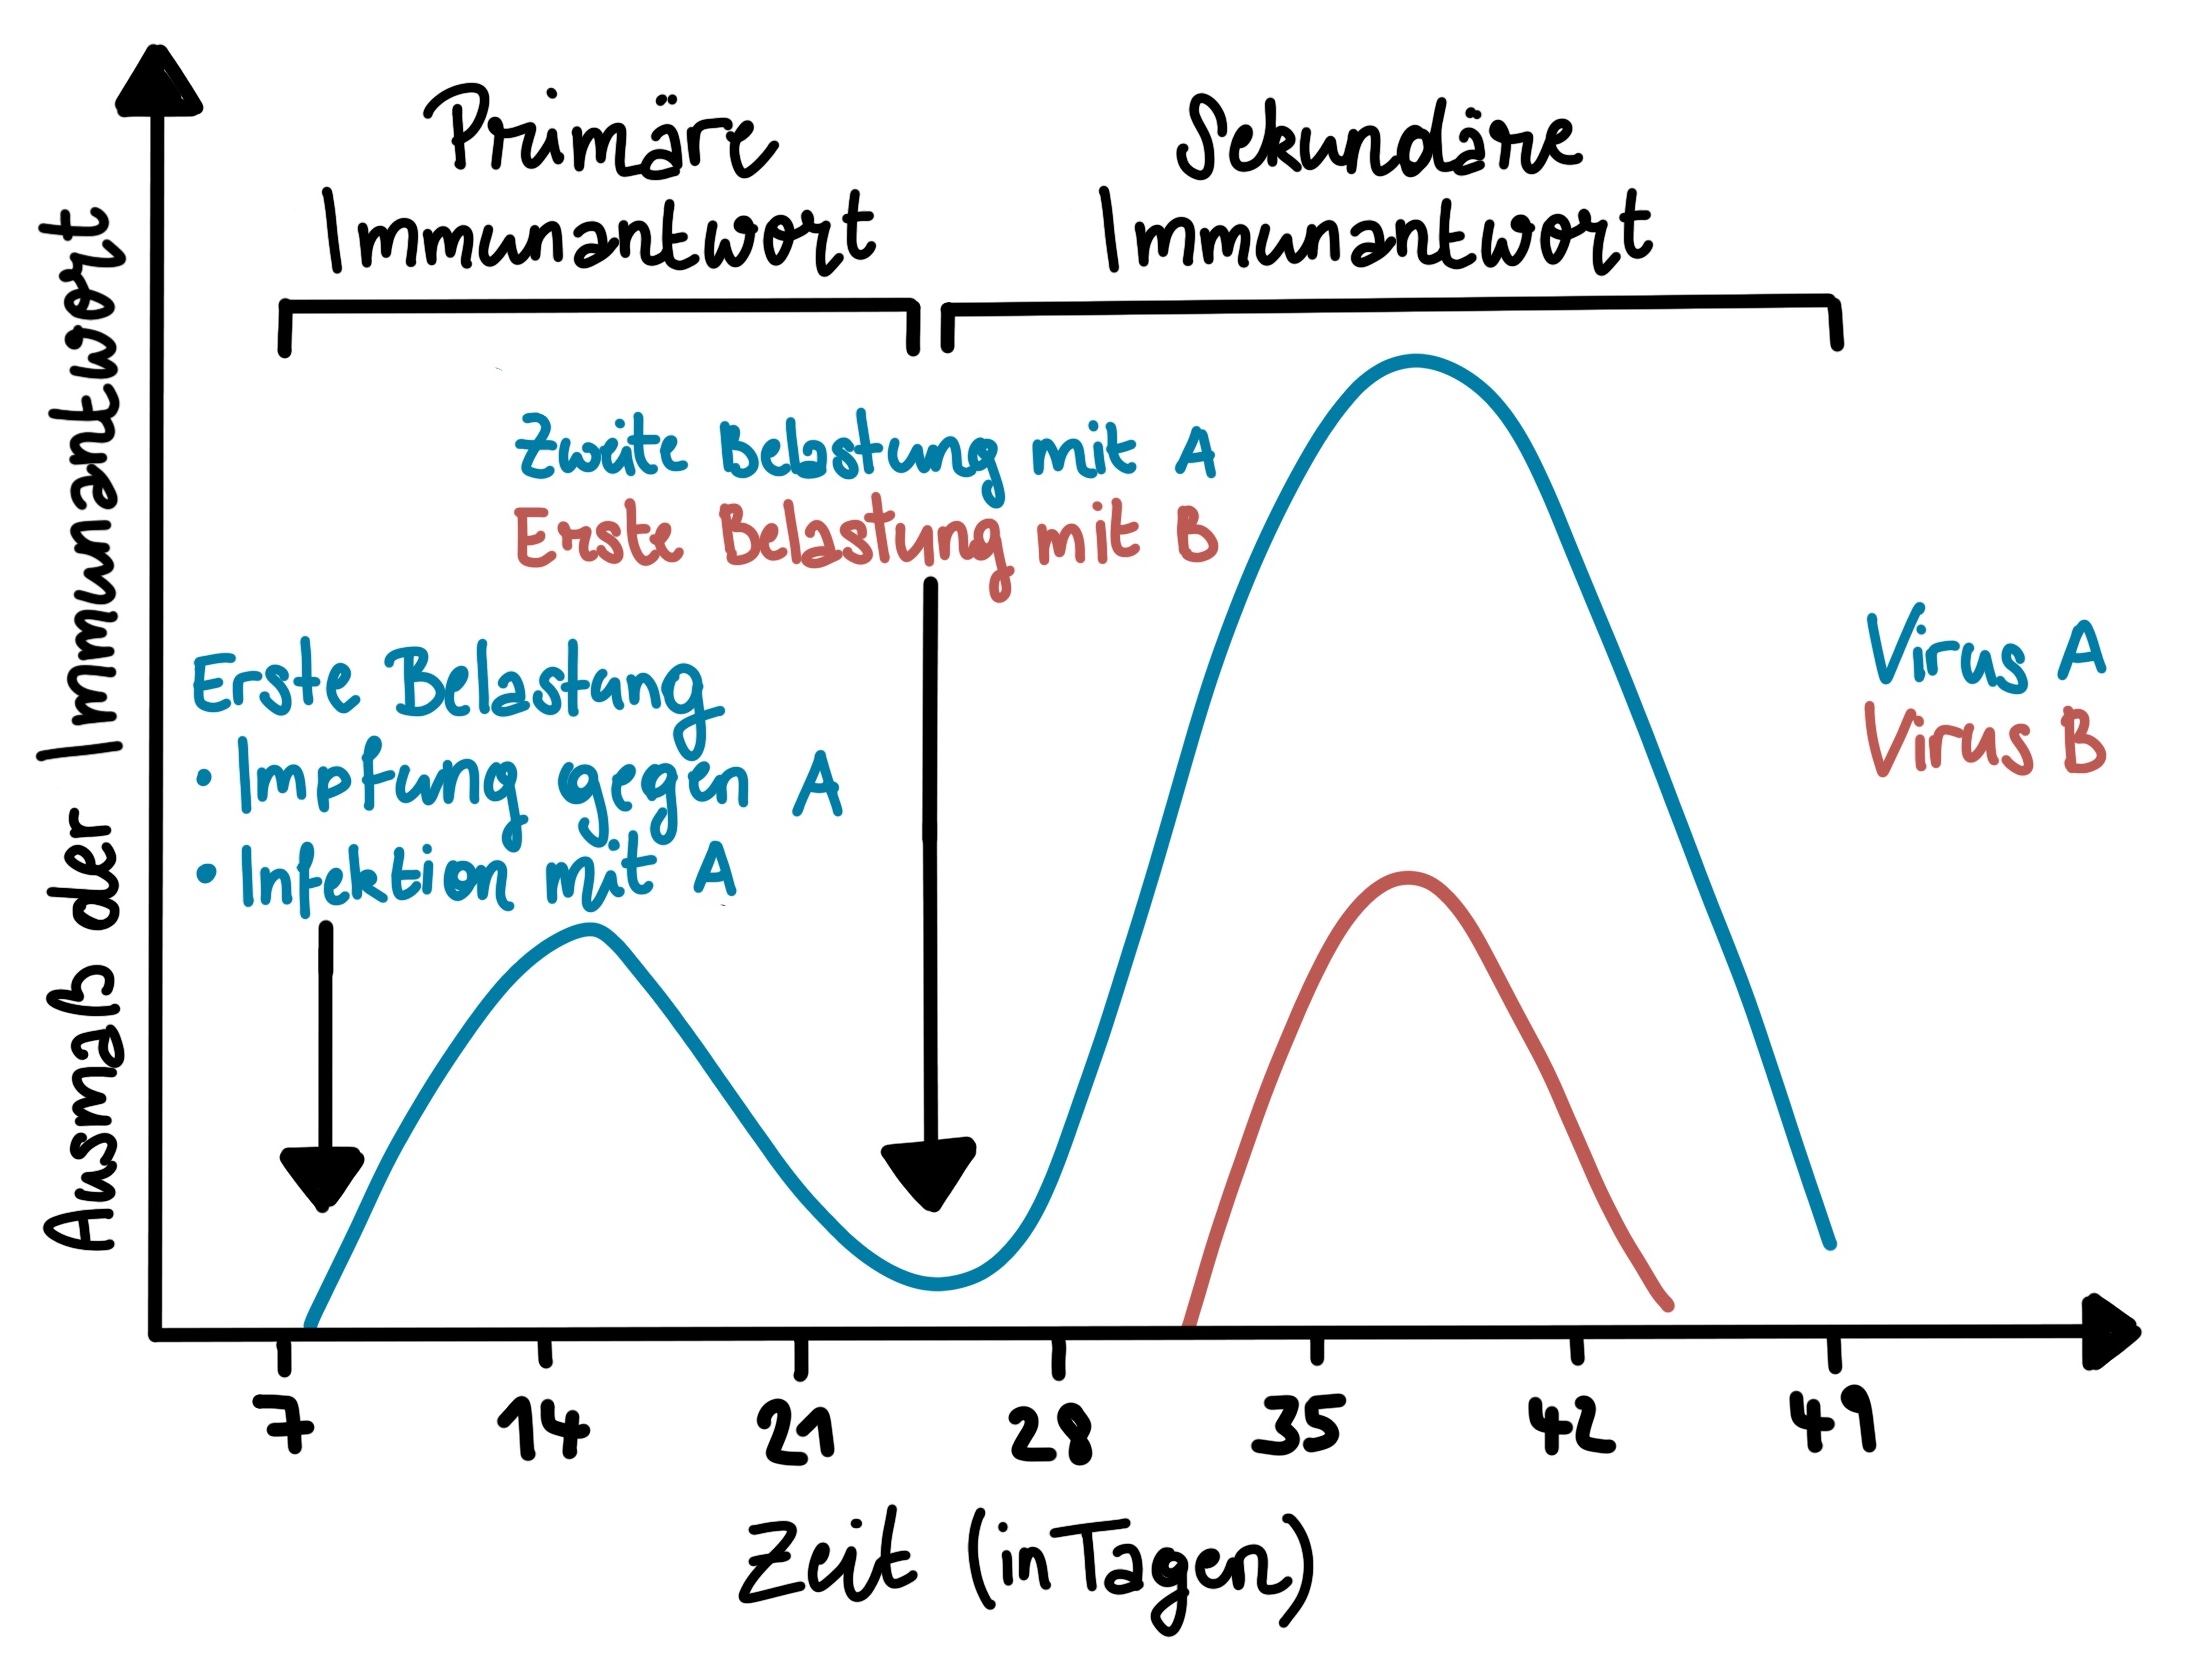 Primäre
Immunantwort
Sekundäre
Immunantwort
Ausmaß der Immunantwort
Zweite Belastung mit A
Erste Belastung mit B
Erste Belastung
• Impfung gegen A
• Infektion mit A
Virus A
Virus B
7 14 21 28 35 42 49
Zeit (in Tagen)